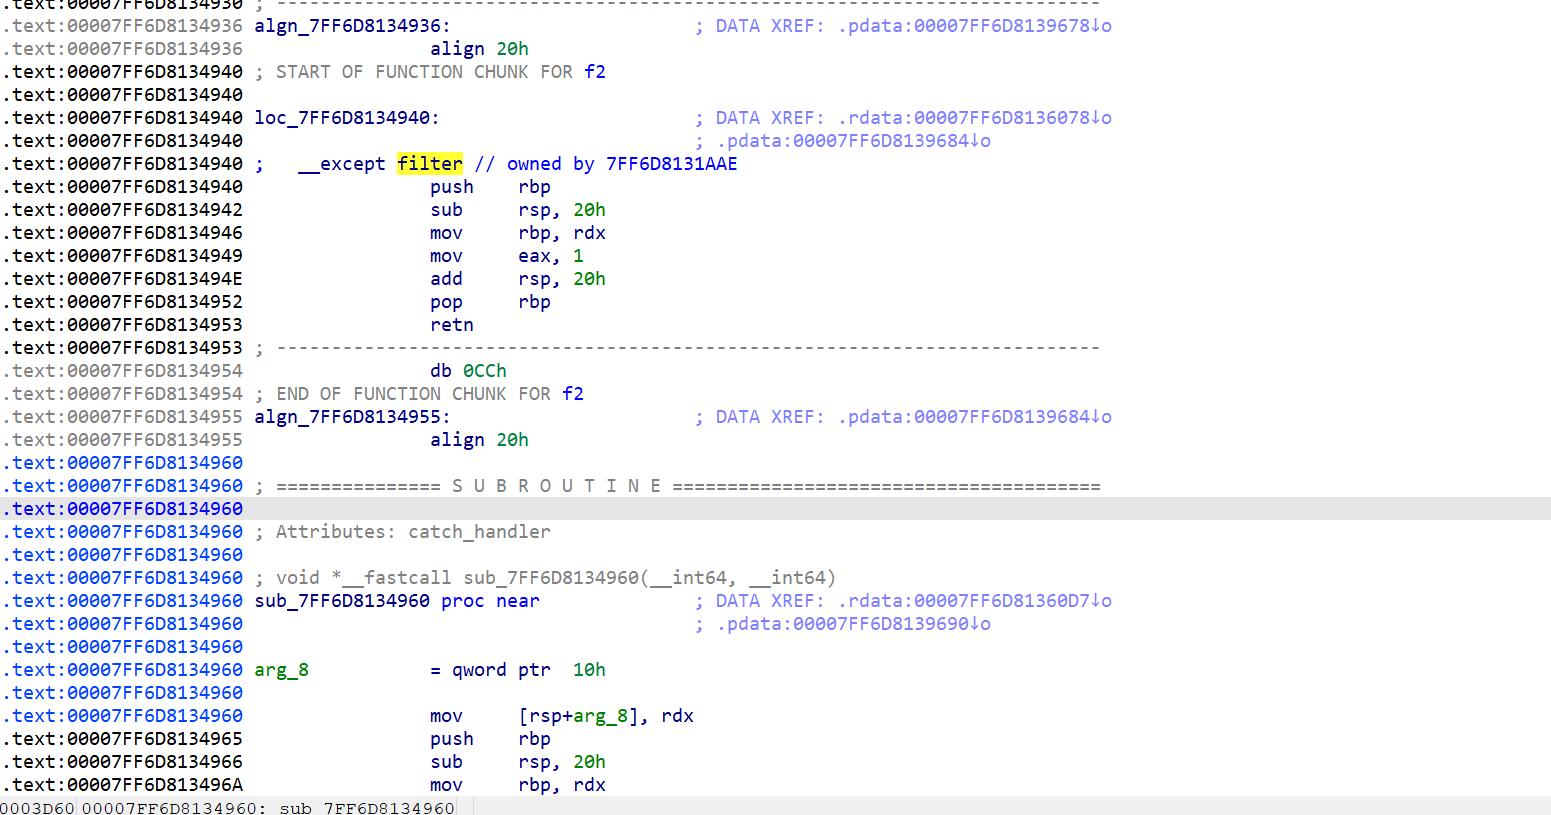 .text:00007FF6D8134930 ; ---------------------------------------------------------------------------
.text:00007FF6D8134936 algn_7FF6D8134936: ; DATA XREF: .pdata:00007FF6D8139678↓o
.text:00007FF6D8134936 align 20h
.text:00007FF6D8134940 ; START OF FUNCTION CHUNK FOR f2
.text:00007FF6D8134940
.text:00007FF6D8134940 loc_7FF6D8134940: ; DATA XREF: .rdata:00007FF6D8136078↓o
.text:00007FF6D8134940 ; .pdata:00007FF6D8139684↓o
.text:00007FF6D8134940 ; __except filter // owned by 7FF6D8131AAE
.text:00007FF6D8134940 push rbp
.text:00007FF6D8134942 sub rsp, 20h
.text:00007FF6D8134946 mov rbp, rdx
.text:00007FF6D8134949 mov eax, 1
.text:00007FF6D813494E add rsp, 20h
.text:00007FF6D8134952 pop rbp
.text:00007FF6D8134953 retn
.text:00007FF6D8134953 ; ---------------------------------------------------------------------------
.text:00007FF6D8134954 db 0CCh
.text:00007FF6D8134954 ; END OF FUNCTION CHUNK FOR f2
.text:00007FF6D8134955 algn_7FF6D8134955: ; DATA XREF: .pdata:00007FF6D8139684↓o
.text:00007FF6D8134955 align 20h
.text:00007FF6D8134960
.text:00007FF6D8134960 ; =============== S U B R O U T I N E =======================================
.text:00007FF6D8134960
.text:00007FF6D8134960 ; Attributes: catch_handler
.text:00007FF6D8134960
.text:00007FF6D8134960 ; void *__fastcall sub_7FF6D8134960(__int64, __int64)
.text:00007FF6D8134960 sub_7FF6D8134960 proc near ; DATA XREF: .rdata:00007FF6D81360D7↓o
.text:00007FF6D8134960 ; .pdata:00007FF6D8139690↓o
.text:00007FF6D8134960
.text:00007FF6D8134960 arg_8 = qword ptr 10h
.text:00007FF6D8134960
.text:00007FF6D8134960 mov [rsp+arg_8], rdx
.text:00007FF6D8134965 push rbp
.text:00007FF6D8134966 sub rsp, 20h
.text:00007FF6D813496A mov rbp, rdx
0003D60 00007FF6D8134960: sub_7FF6D8134960